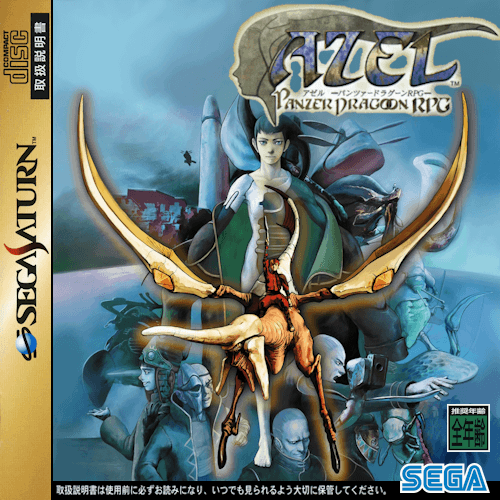 COMPACT
disc
取扱説明書
SEGA SATURN™
AZEL™
アゼル —パンツァードラグーンRPG—
PANZER DRAGOON RPG
推奨年齢
全年齢
SEGA
取扱説明書は使用前に必ずお読みになり、いつでも見られるよう大切に保管してください。